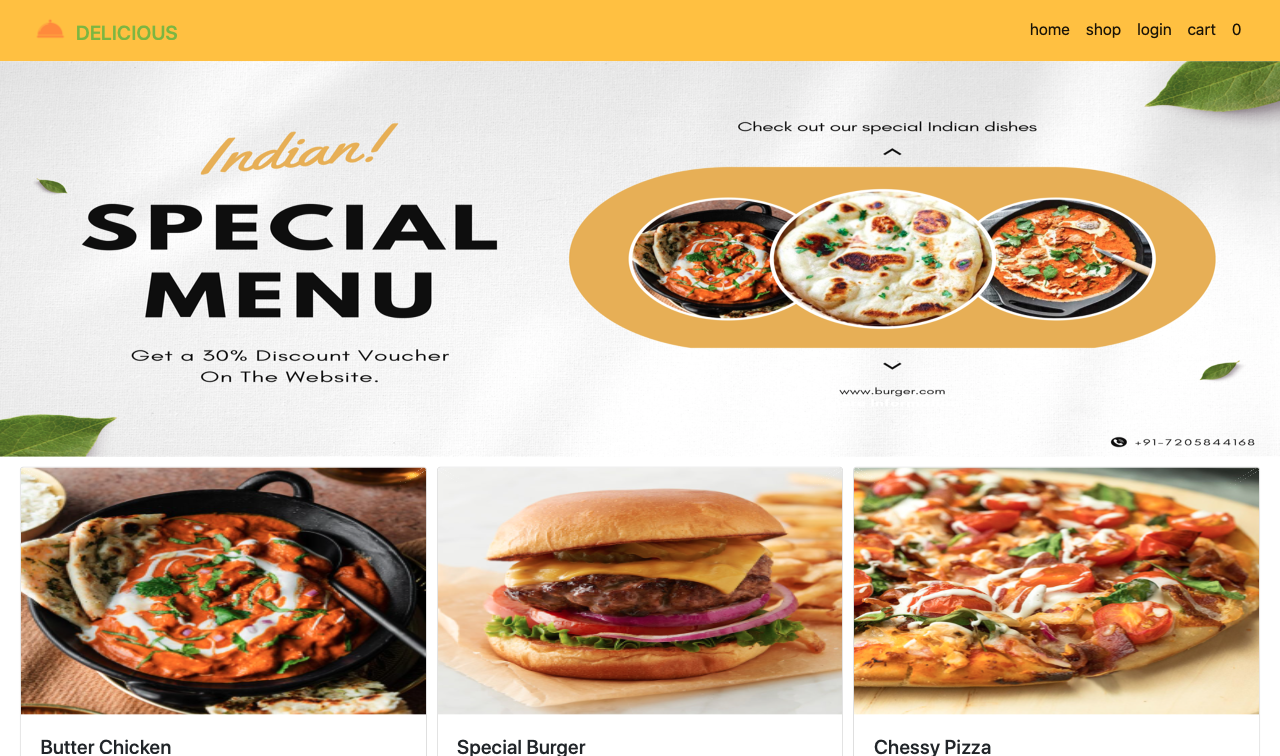 DELICIOUS
home shop login cart 0
Indian!
SPECIAL
MENU
Get a 30% Discount Voucher
On The Website.
Check out our special Indian dishes
www.burger.com
+91-7205844168
Butter Chicken
Special Burger
Chessy Pizza